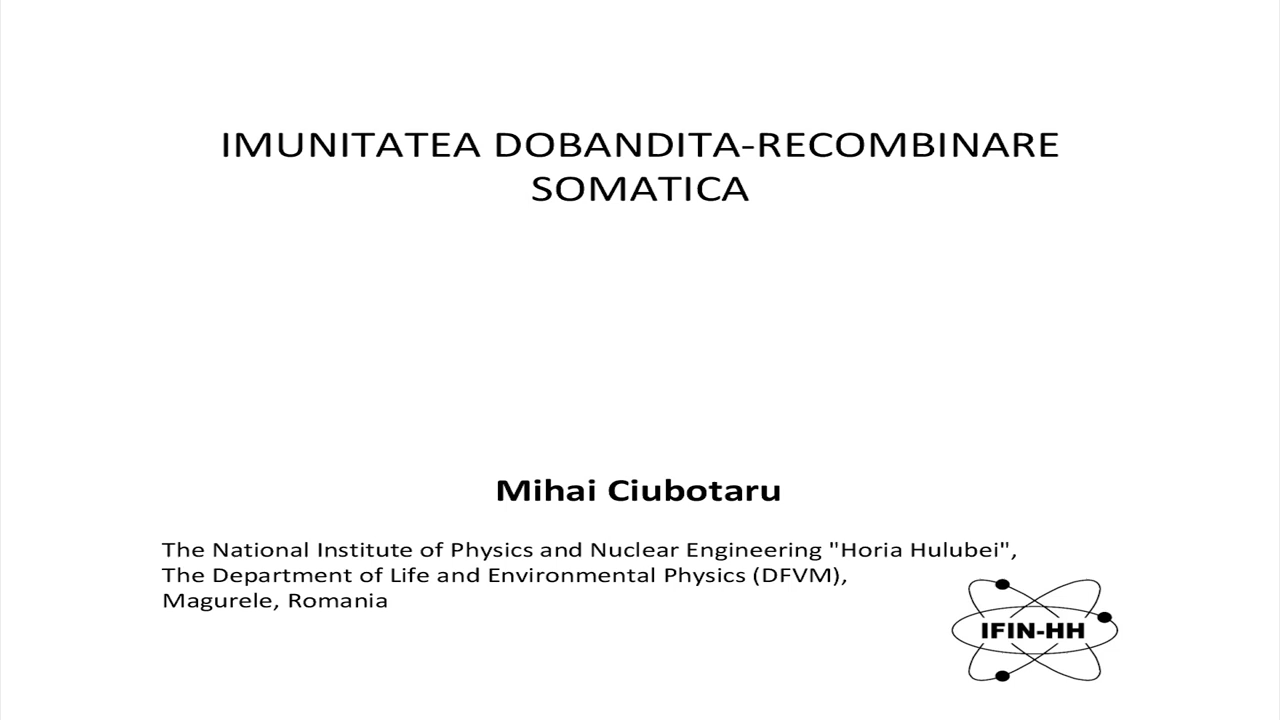 IMUNITATEA DOBANDITA-RECOMBINARE
SOMATICA
Mihai Ciubotaru
The National Institute of Physics and Nuclear Engineering "Horia Hulubei",
The Department of Life and Environmental Physics (DFVM),
Magurele, Romania
IFIN-HH